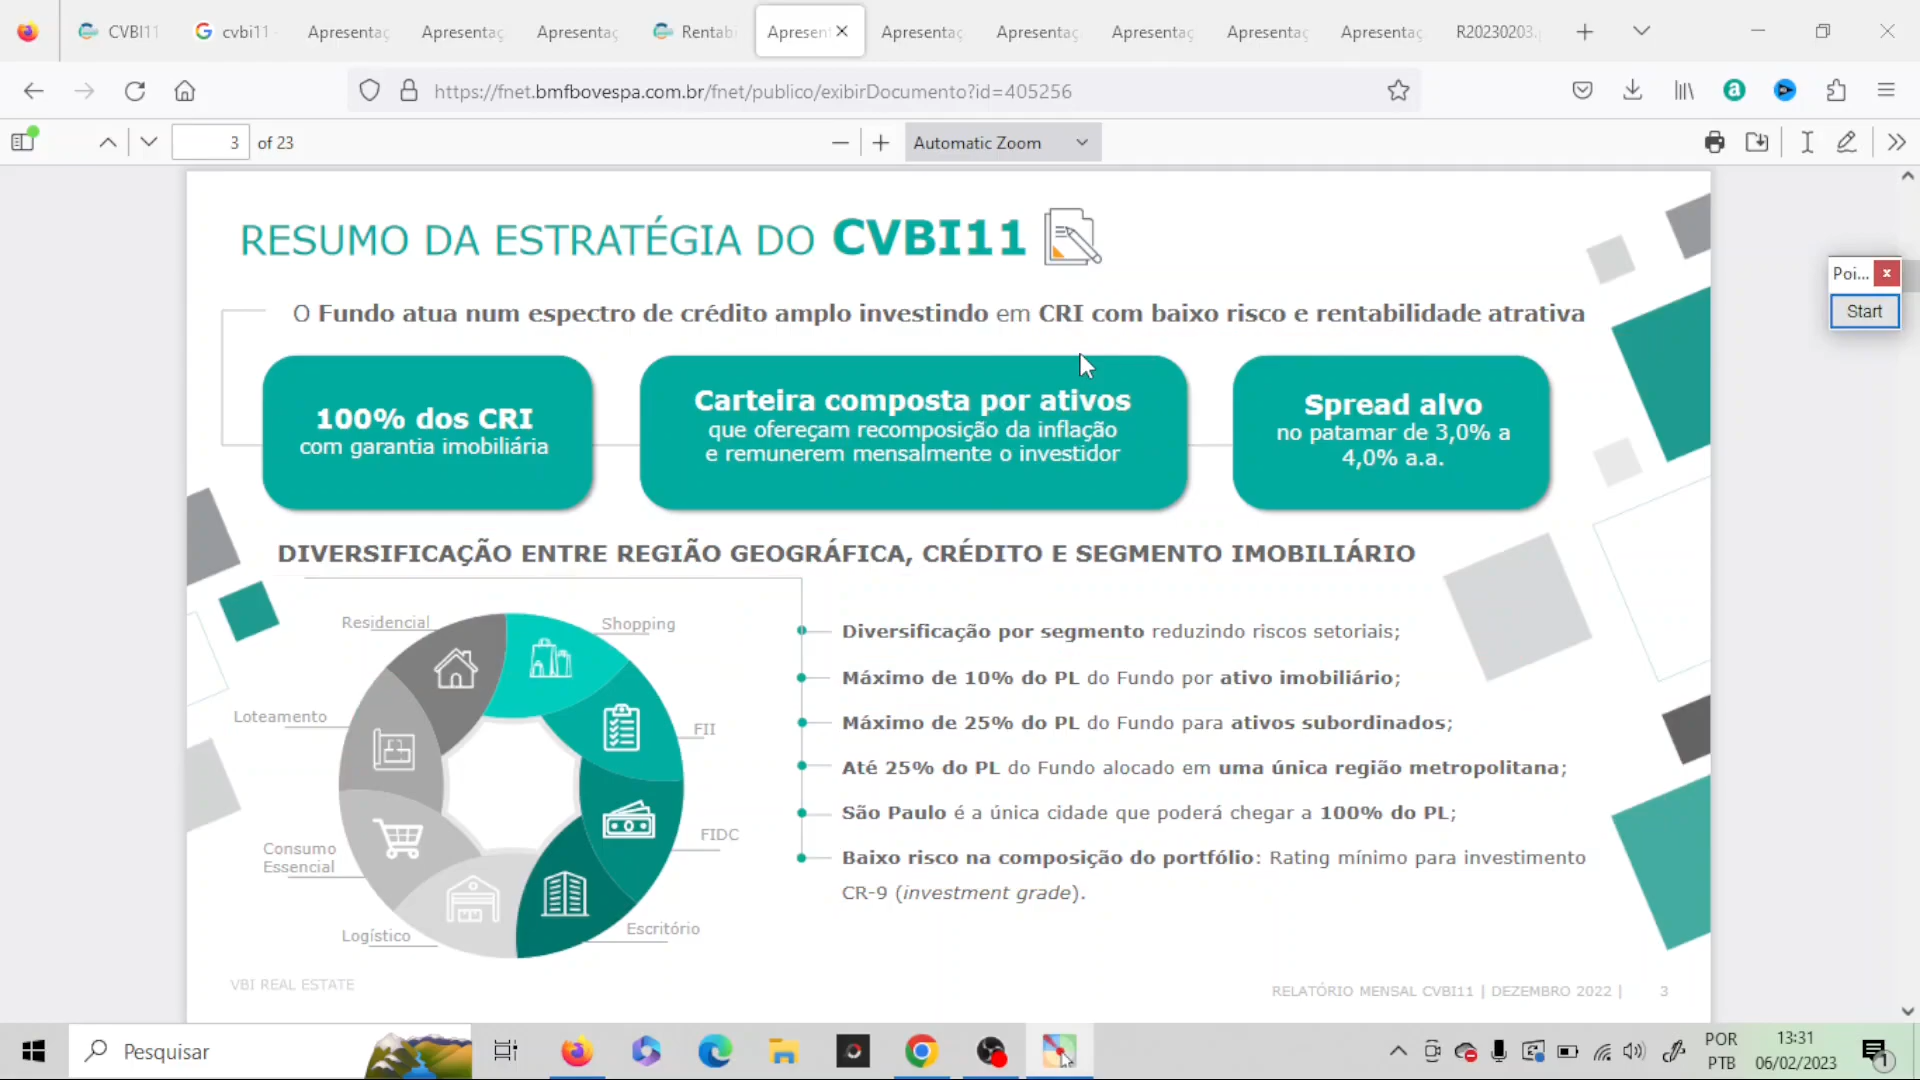 CVBI11
cvbi11
Apresentaç
Apresentaç
Apresentaç
Rentabi
Apresen
Apresentaç
Apresentaç
Apresentaç
Apresentaç
Apresentaç
R20230203.
https://fnet.bmfbovespa.com.br/fnet/publico/exibirDocumento?id=405256
3 of 23
Automatic Zoom
RESUMO DA ESTRATÉGIA DO CVBI11
O Fundo atua num espectro de crédito amplo investindo em CRI com baixo risco e rentabilidade atrativa
100% dos CRI
com garantia imobiliária
Carteira composta por ativos
que ofereçam recomposição da inflação
e remunerem mensalmente o investidor
Spread alvo
no patamar de 3,0% a
4,0% a.a.
Poi...
Start
DIVERSIFICAÇÃO ENTRE REGIÃO GEOGRÁFICA, CRÉDITO E SEGMENTO IMOBILIÁRIO
Residencial
Shopping
Loteamento
FII
Consumo
Essencial
FIDC
Logístico
Escritório
Diversificação por segmento reduzindo riscos setoriais;
Máximo de 10% do PL do Fundo por ativo imobiliário;
Máximo de 25% do PL do Fundo para ativos subordinados;
Até 25% do PL do Fundo alocado em uma única região metropolitana;
São Paulo é a única cidade que poderá chegar a 100% do PL;
Baixo risco na composição do portfólio: Rating mínimo para investimento
CR-9 (investment grade).
VBI REAL ESTATE
RELATÓRIO MENSAL CVBI11 | DEZEMBRO 2022 | 3
Pesquisar
POR
PTB
13:31
06/02/2023
1